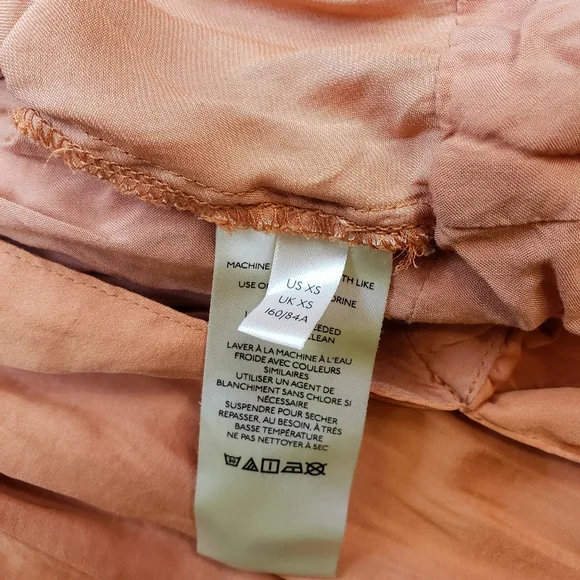 US XS
UK XS
160/84A
MACHINE
TH LIKE
USE O
RINE
EEDED
CLEAN
LAVER À LA MACHINE À L'EAU
FROIDE AVEC COULEURS
SIMILAIRES
UTILISER UN AGENT DE
BLANCHIMENT SANS CHLORE SI
NÉCESSAIRE
SUSPENDRE POUR SÉCHER
REPASSER, AU BESOIN, À TRÈS
BASSE TEMPÉRATURE
NE PAS NETTOYER À SEC